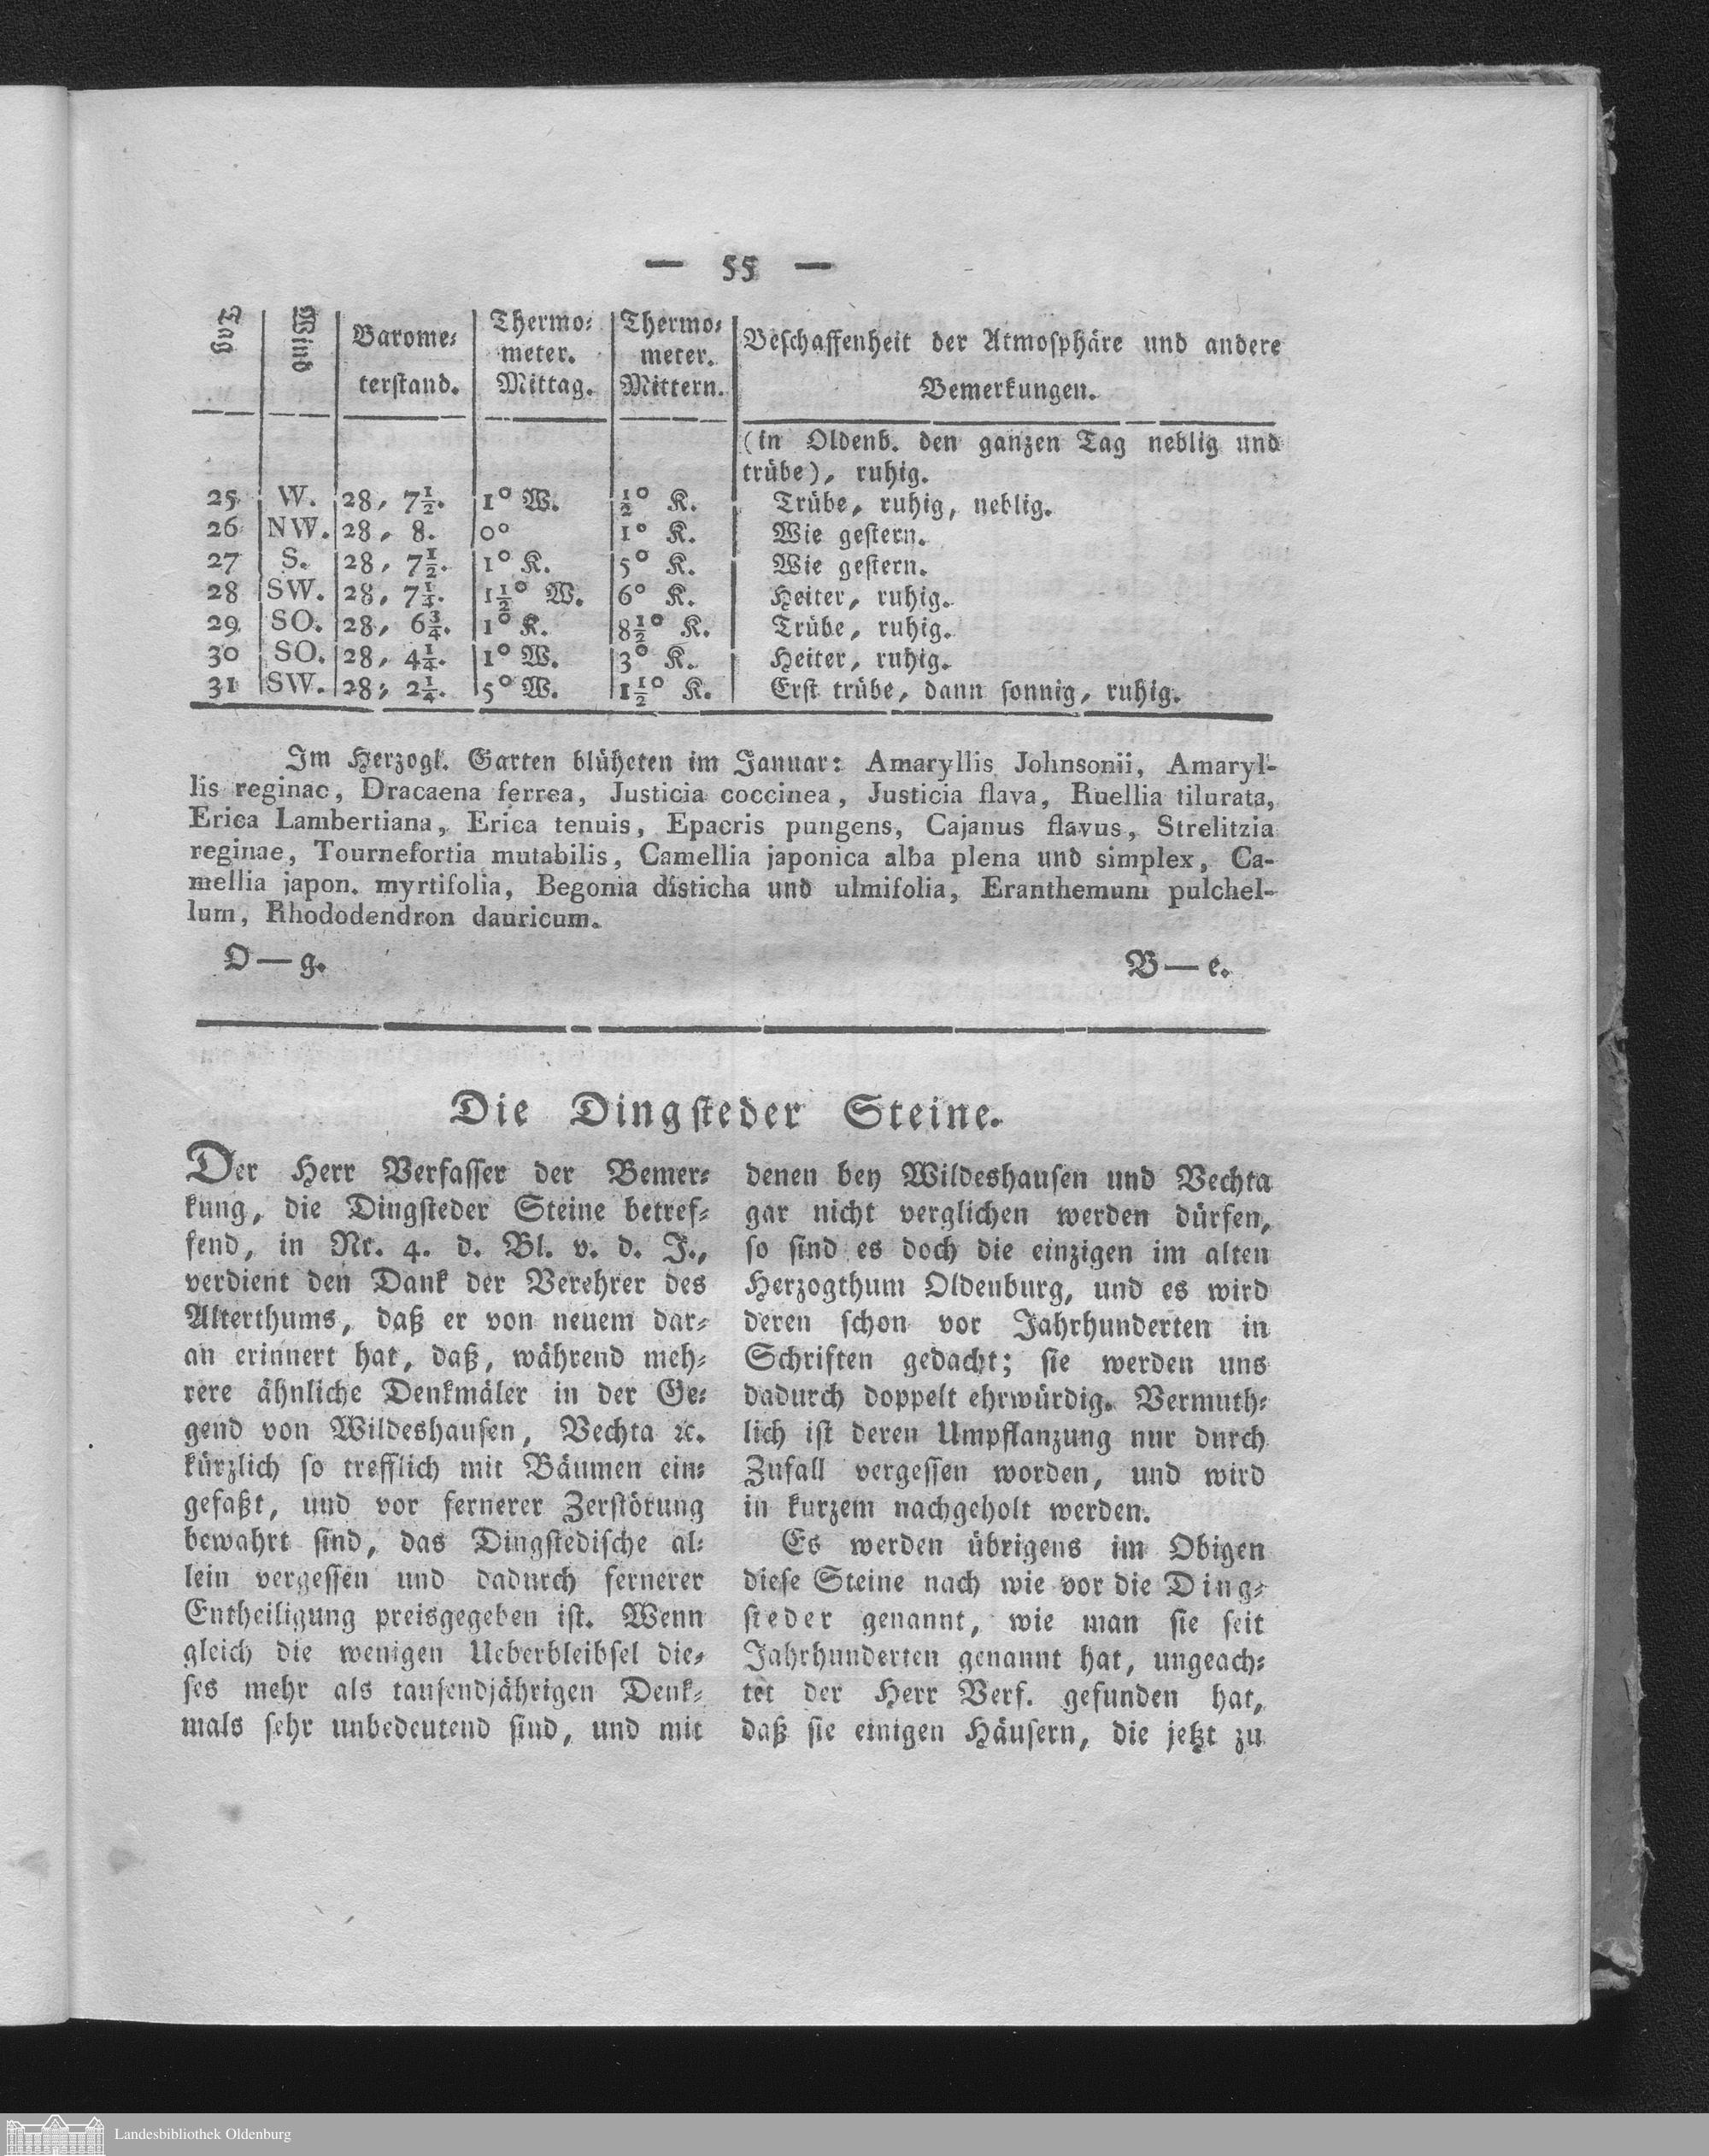 — 55 —
Tag | Wind | Barome- terstand. | Thermo- meter. Mittag. | Thermo- meter. Mittern. | Beschaffenheit der Atmosphäre und andere Bemerkungen.
(in Oldenb. den ganzen Tag neblig und
trübe), ruhig.
25 | W. | 28, 7½. | 1° W. | ½° K. | Trübe, ruhig, neblig.
26 | NW. | 28, 8. | 0° | 1° K. | Wie gestern.
27 | S. | 28, 7½. | 1° K. | 5° K. | Wie gestern.
28 | SW. | 28, 7¼. | 1½° W. | 6° K. | Heiter, ruhig.
29 | SO. | 28, 6¾. | 1° K. | 8½° K. | Trübe, ruhig.
30 | SO. | 28, 4¼. | 1° W. | 3° K. | Heiter, ruhig.
31 | SW. | 28, 2¼. | 5° W. | 1½° K. | Erst trübe, dann sonnig, ruhig.
Im Herzogl. Garten blüheten im Januar: Amaryllis Johnsonii, Amaryl-
lis reginae, Dracaena ferrea, Justicia coccinea, Justicia flava, Ruellia tilurata,
Erica Lambertiana, Erica tenuis, Epacris pungens, Cajanus flavus, Strelitzia
reginae, Tournefortia mutabilis, Camellia japonica alba plena und simplex, Ca-
mellia japon. myrtifolia, Begonia disticha und ulmifolia, Eranthemum pulchel-
lum, Rhododendron dauricum.
O—g. B—e.
Die Dingsteder Steine.
Der Herr Verfasser der Bemer-
kung, die Dingsteder Steine betref-
fend, in Nr. 4. d. Bl. v. d. J.,
verdient den Dank der Verehrer des
Alterthums, daß er von neuem dar-
an erinnert hat, daß, während meh-
rere ähnliche Denkmäler in der Ge-
gend von Wildeshausen, Vechta ꝛc.
kürzlich so trefflich mit Bäumen ein-
gefaßt, und vor fernerer Zerstörung
bewahrt sind, das Dingstedische al-
lein vergessen und dadurch fernerer
Entheiligung preisgegeben ist. Wenn
gleich die wenigen Ueberbleibsel die-
ses mehr als tausendjährigen Denk-
mals sehr unbedeutend sind, und mit
denen bey Wildeshausen und Vechta
gar nicht verglichen werden dürfen,
so sind es doch die einzigen im alten
Herzogthum Oldenburg, und es wird
deren schon vor Jahrhunderten in
Schriften gedacht; sie werden uns
dadurch doppelt ehrwürdig. Vermuth-
lich ist deren Umpflanzung nur durch
Zufall vergessen worden, und wird
in kurzem nachgeholt werden.
Es werden übrigens im Obigen
diese Steine nach wie vor die Ding-
steder genannt, wie man sie seit
Jahrhunderten genannt hat, ungeach-
tet der Herr Verf. gefunden hat,
daß sie einigen Häusern, die jetzt zu
Landesbibliothek Oldenburg